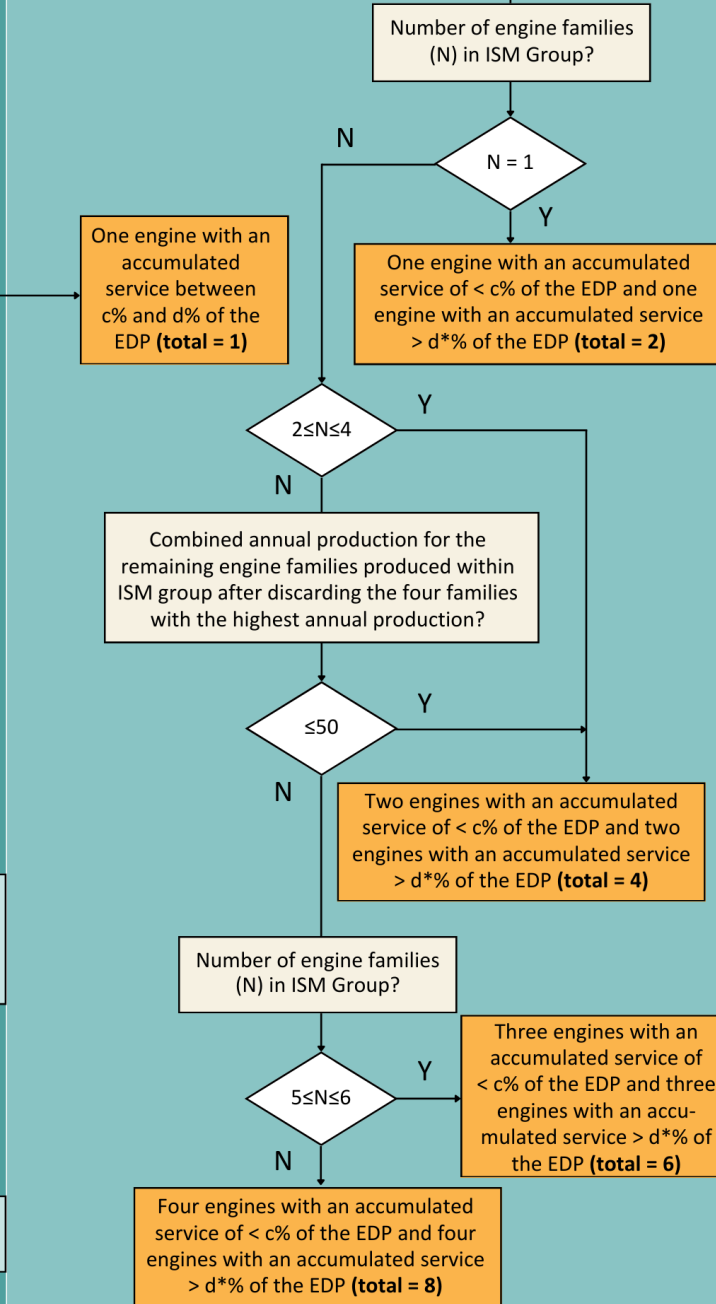 Number of engine families
(N) in ISM Group?
N = 1
N
Y
One engine with an
accumulated
service between
c% and d% of the
EDP (total = 1)
One engine with an accumulated
service of < c% of the EDP and one
engine with an accumulated service
> d*% of the EDP (total = 2)
2≤N≤4
Y
N
Combined annual production for the
remaining engine families produced within
ISM group after discarding the four families
with the highest annual production?
≤50
Y
N
Two engines with an accumulated
service of < c% of the EDP and two
engines with an accumulated service
> d*% of the EDP (total = 4)
Number of engine families
(N) in ISM Group?
5≤N≤6
Y
N
Three engines with an
accumulated service of
< c% of the EDP and three
engines with an accu-
mulated service > d*% of
the EDP (total = 6)
Four engines with an accumulated
service of < c% of the EDP and four
engines with an accumulated service
> d*% of the EDP (total = 8)